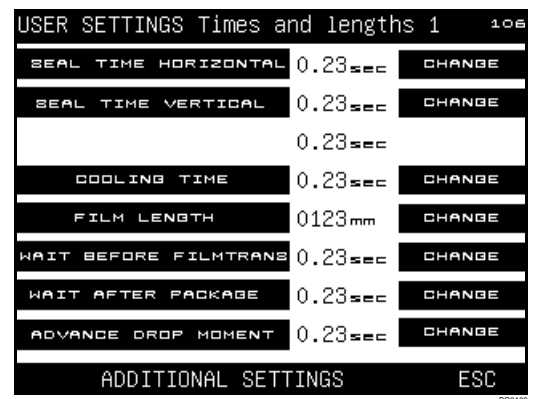 USER SETTINGS Times and lengths 1 106
SEAL TIME HORIZONTAL 0.23sec CHANGE
SEAL TIME VERTICAL 0.23sec CHANGE
0.23sec
COOLING TIME 0.23sec CHANGE
FILM LENGTH 0123mm CHANGE
WAIT BEFORE FILMTRANS 0.23sec CHANGE
WAIT AFTER PACKAGE 0.23sec CHANGE
ADVANCE DROP MOMENT 0.23sec CHANGE
ADDITIONAL SETTINGS ESC